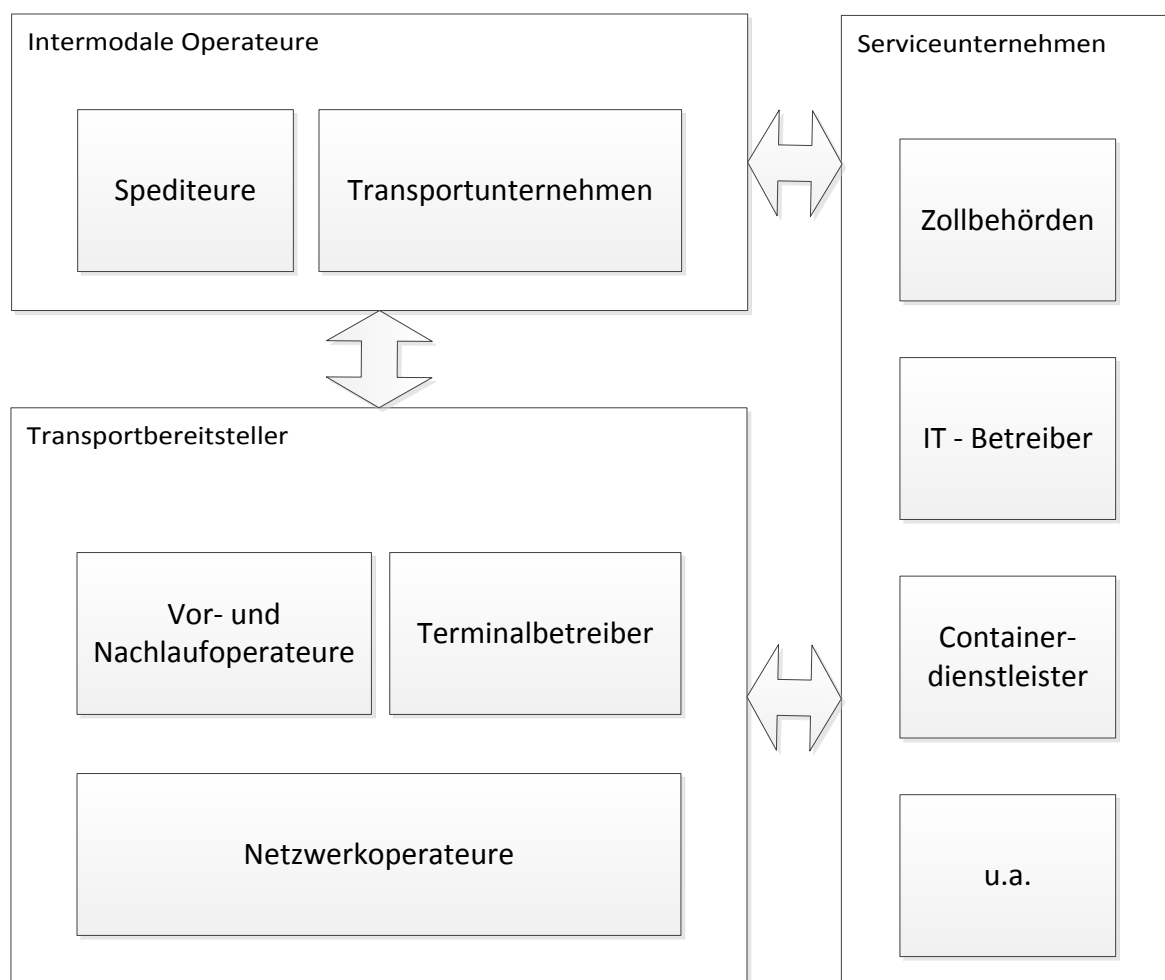 Intermodale Operateure
Spediteure
Transportunternehmen
Transportbereitsteller
Vor- und
Nachlaufoperateure
Terminalbetreiber
Netzwerkoperateure
Serviceunternehmen
Zollbehörden
IT - Betreiber
Container-
dienstleister
u.a.